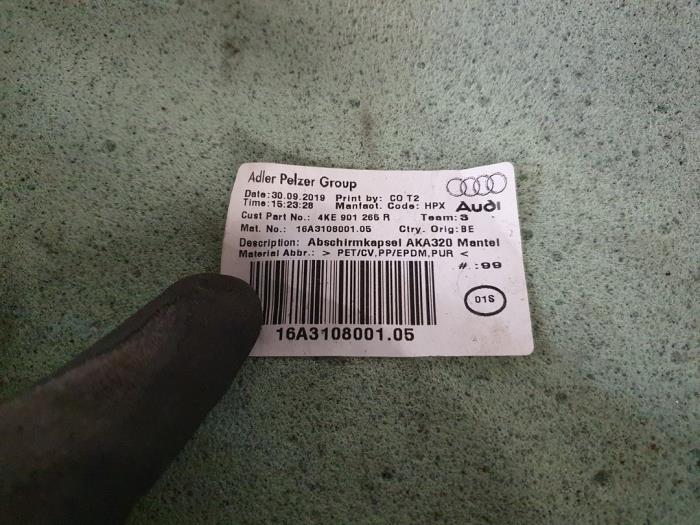 Adler Pelzer Group
Date:30.09.2019 Print by: CO T2
Time:15:23:28 Manfact. Code: HPX Audi
Cust Part No.: 4KE 901 265 R Team:3
Mat. No.: 16A3108001.05 Ctry. Orig:BE
Description: Abschirmkapsel AKA320 Mantel
Material Abbr.: > PET/CV,PP/EPDM,PUR <
#.:99
01S
16A3108001.05